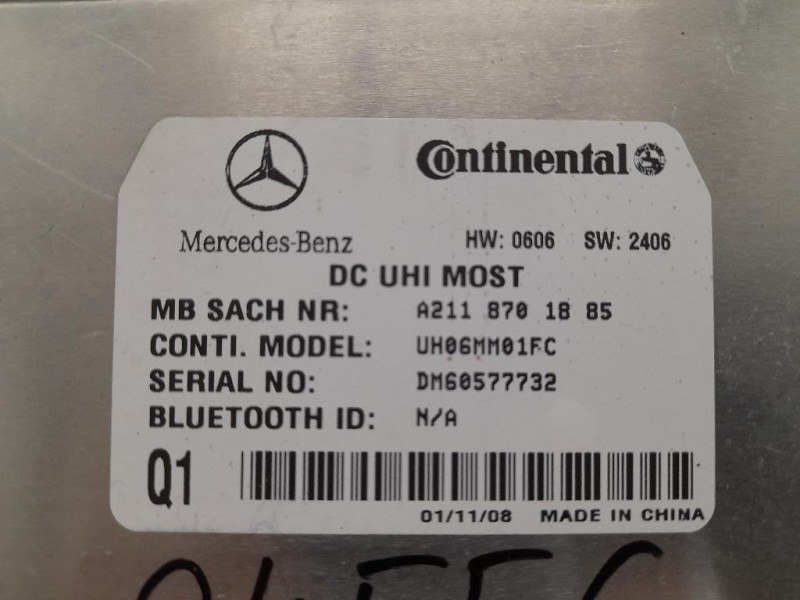 Continental
Mercedes-Benz
HW: 0606 SW: 2406
DC UHI MOST
MB SACH NR: A211 870 18 85
CONTI. MODEL: UH06MM01FC
SERIAL NO: DM60577732
BLUETOOTH ID: N/A
Q1
01/11/08 MADE IN CHINA